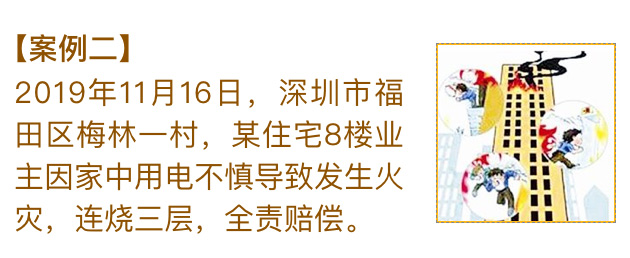 【案例二】
2019年11月16日，深圳市福
田区梅林一村，某住宅8楼业
主因家中用电不慎导致发生火
灾，连烧三层，全责赔偿。